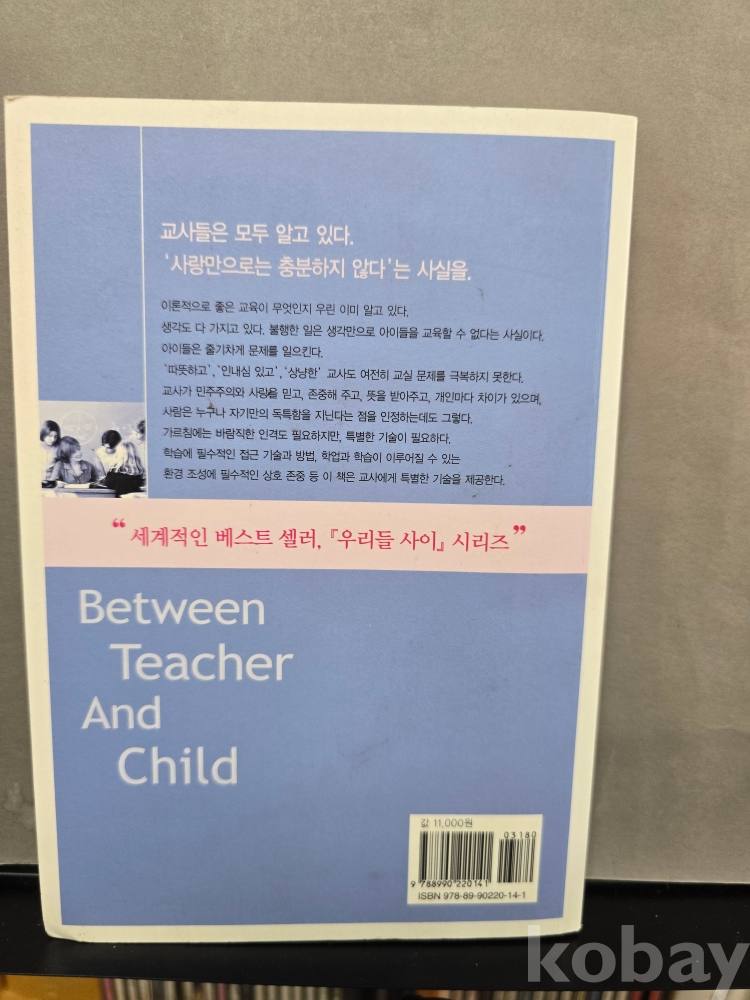 교사들은 모두 알고 있다.
'사랑만으로는 충분하지 않다'는 사실을.
이론적으로 좋은 교육이 무엇인지 우린 이미 알고 있다.
생각도 다 가지고 있다. 불행한 일은 생각만으로 아이들을 교육할 수 없다는 사실이다.
아이들은 줄기차게 문제를 일으킨다.
'따뜻하고', '인내심 있고', '상냥한' 교사도 여전히 교실 문제를 극복하지 못한다.
교사가 민주주의와 사랑을 믿고, 존중해 주고, 뜻을 받아주고, 개인마다 차이가 있으며,
사람은 누구나 자기만의 독특함을 지닌다는 점을 인정하는데도 그렇다.
가르침에는 바람직한 인격도 필요하지만, 특별한 기술이 필요하다.
학습에 필수적인 접근 기술과 방법, 학업과 학습이 이루어질 수 있는
환경 조성에 필수적인 상호 존중 등 이 책은 교사에게 특별한 기술을 제공한다.
“세계적인 베스트 셀러, 『우리들 사이』 시리즈”
Between
Teacher
And
Child
값 11,000원
03180
9 788990 220141
ISBN 978-89-90220-14-1
kobay